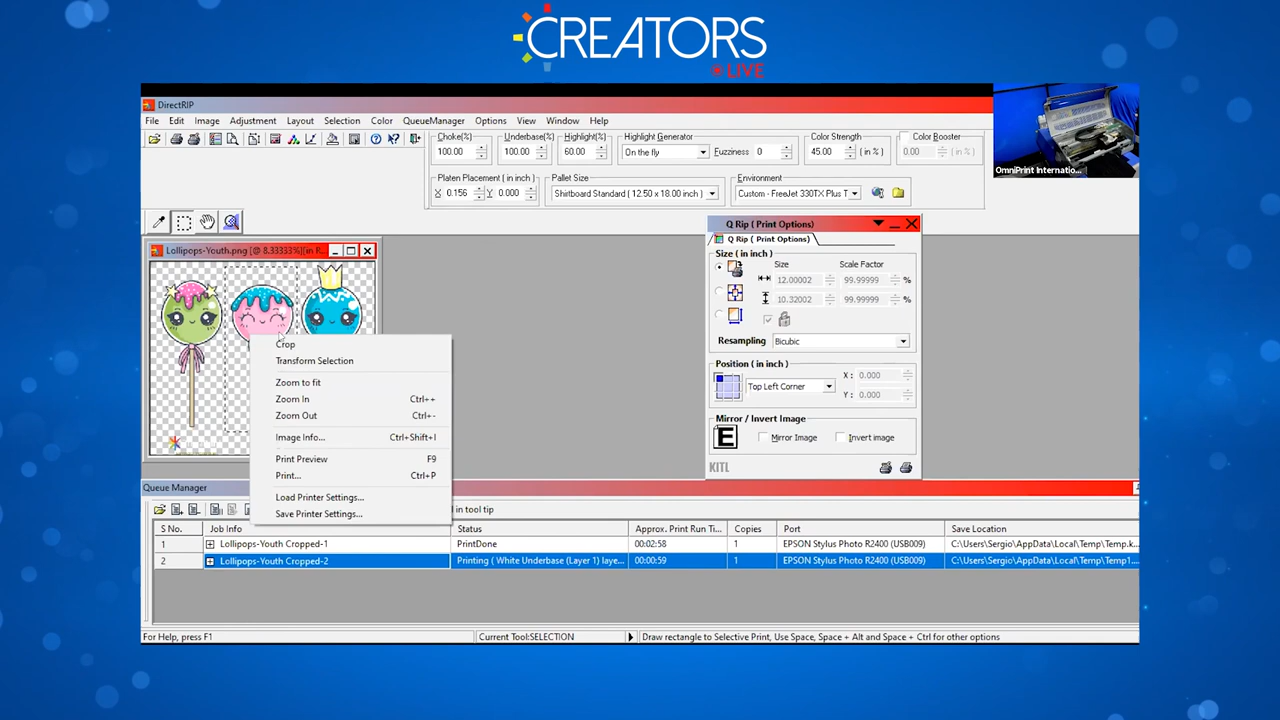 CREATORS
LIVE
DirectRIP
File Edit Image Adjustment Layout Selection Color QueueManager Options View Window Help
Choke(%) Underbase(%) Highlight(%) Highlight Generator Color Strength Color Booster
100.00 100.00 60.00 On the fly Fuzziness 0 45.00 ( in % ) 0.00 ( in % )
Platen Placement ( in inch ) Pallet Size Environment
X 0.156 Y 0.000 Shirtboard Standard ( 12.50 x 18.00 inch ) Custom - FreeJet 330TX Plus T
OmniPrint Internatio...
Lollipops-Youth.png [@ 8.33333%][in R...
Crop
Transform Selection
Zoom to fit
Zoom In Ctrl++
Zoom Out Ctrl+-
Image Info... Ctrl+Shift+I
Print Preview F9
Print... Ctrl+P
Load Printer Settings...
Save Printer Settings...
Q Rip ( Print Options)
Q Rip ( Print Options)
Size ( in inch )
Size Scale Factor
12.00002 99.99999 %
10.32002 99.99999 %
Resampling Bicubic
Position ( in inch )
Top Left Corner X : 0.000
Y : 0.000
Mirror / Invert Image
E Mirror Image Invert image
KITL
Queue Manager
in tool tip
S No. Job Info Status Approx. Print Run Ti... Copies Port Save Location
1 Lollipops-Youth Cropped-1 PrintDone 00:02:58 1 EPSON Stylus Photo R2400 (USB009) C:\Users\Sergio\AppData\Local\Temp\Temp.k...
2 Lollipops-Youth Cropped-2 Printing ( White Underbase (Layer 1) laye... 00:00:59 1 EPSON Stylus Photo R2400 (USB009) C:\Users\Sergio\AppData\Local\Temp\Temp1...
For Help, press F1 Current Tool:SELECTION Draw rectangle to Selective Print, Use Space, Space + Alt and Space + Ctrl for other options